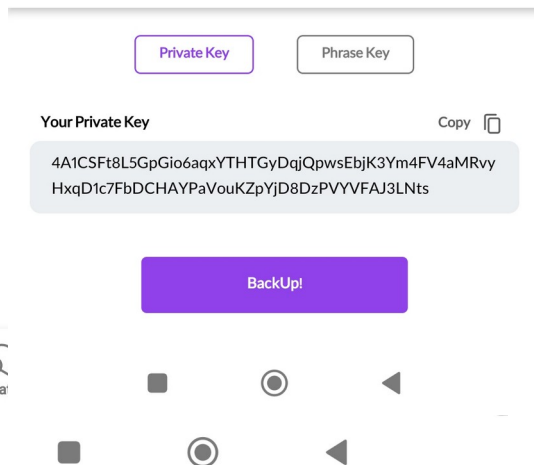 Private Key
Phrase Key
Your Private Key
Copy
4A1CSFt8L5GpGio6aqxYTHTGyDqjQpwsEbjK3Ym4FV4aMRvy
HxqD1c7FbDCHAYPaVouKZpYjD8DzPVYVFAJ3LNts
BackUp!